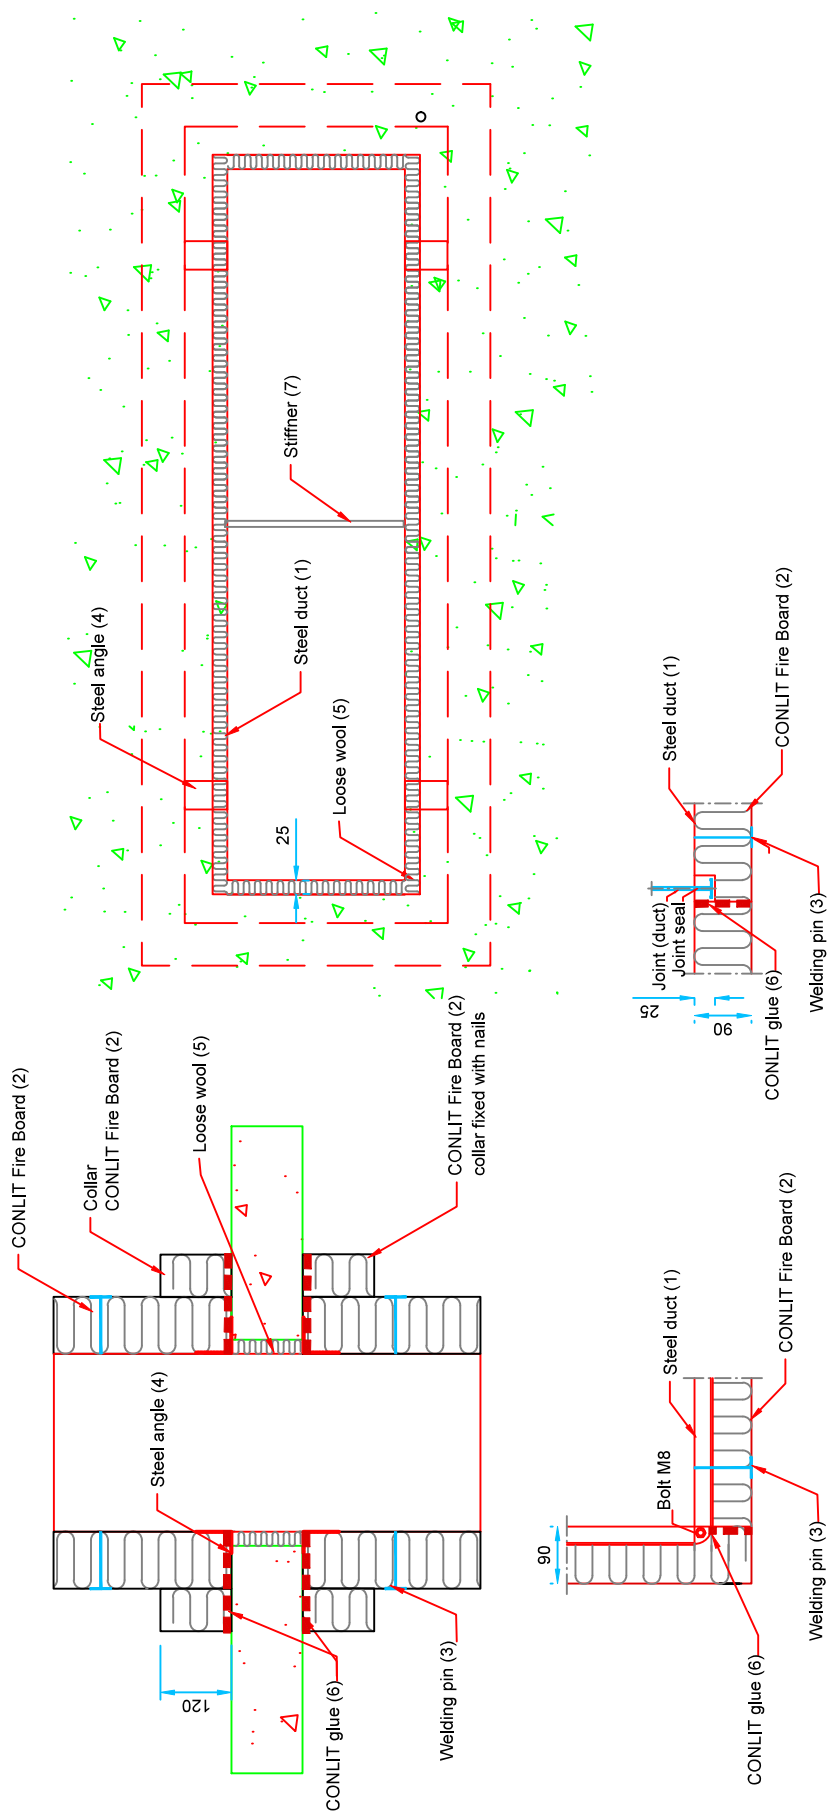 CONLIT Fire Board (2)
Collar
CONLIT Fire Board (2)
Loose wool (5)
CONLIT Fire Board (2)
collar fixed with nails
Steel angle (4)
120
CONLIT glue (6)
Welding pin (3)
Steel angle (4)
Stiffner (7)
Steel duct (1)
Loose wool (5)
25
Steel duct (1)
Bolt M8
90
CONLIT Fire Board (2)
Welding pin (3)
CONLIT glue (6)
Steel duct (1)
CONLIT Fire Board (2)
Joint (duct)
Joint seal
25
90
CONLIT glue (6)
Welding pin (3)